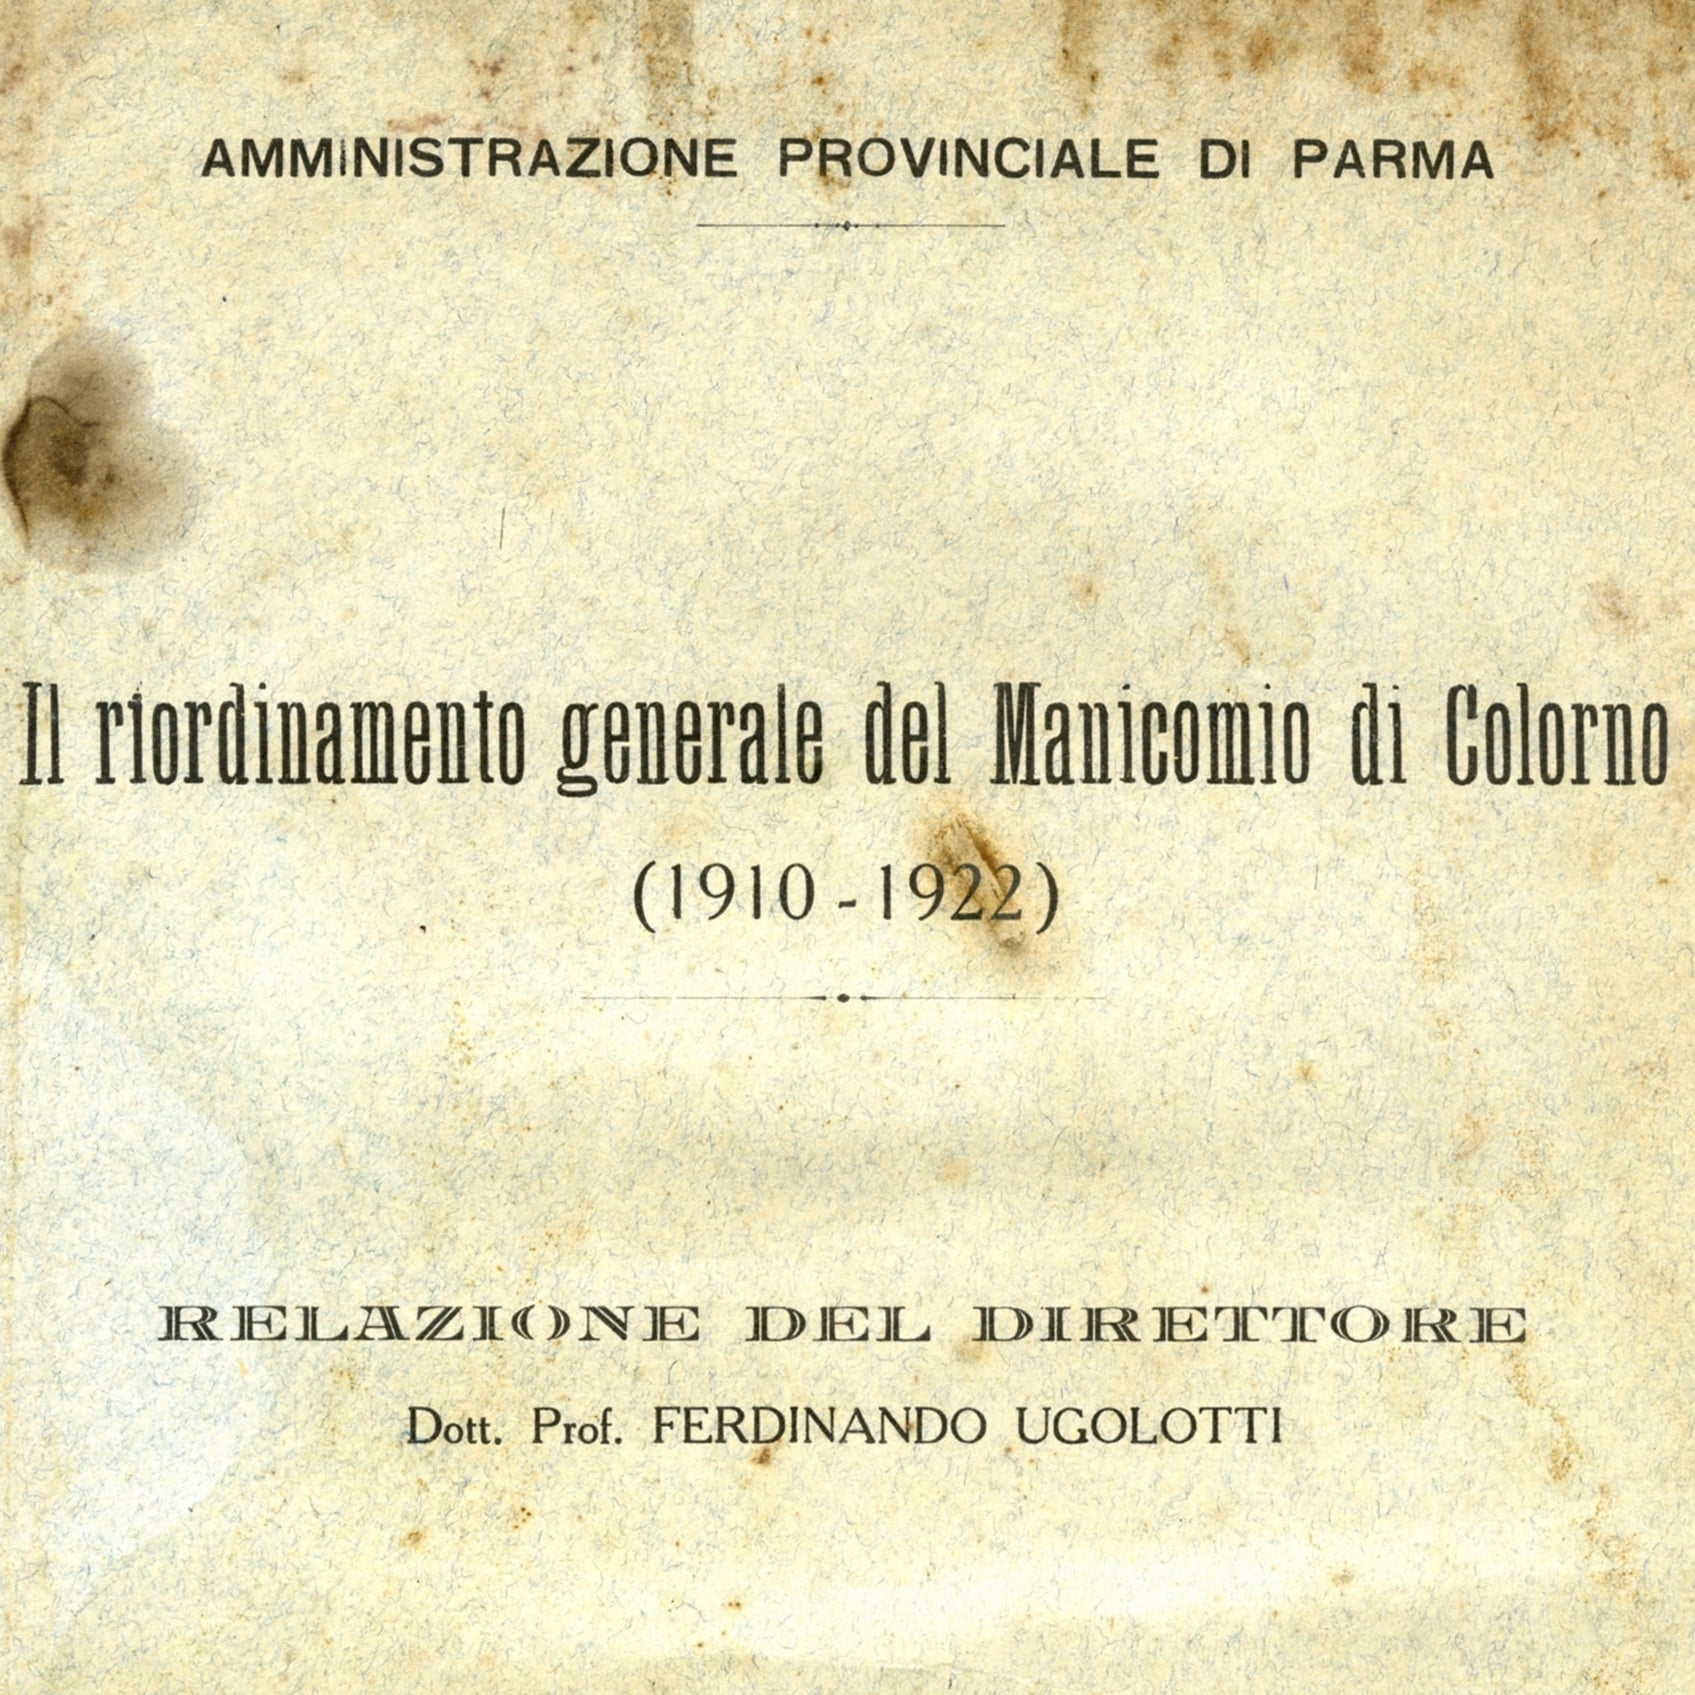 AMMINISTRAZIONE PROVINCIALE DI PARMA
Il riordinamento generale del Manicomio di Colorno
(1910 - 1922)
RELAZIONE DEL DIRETTORE
Dott. Prof. FERDINANDO UGOLOTTI